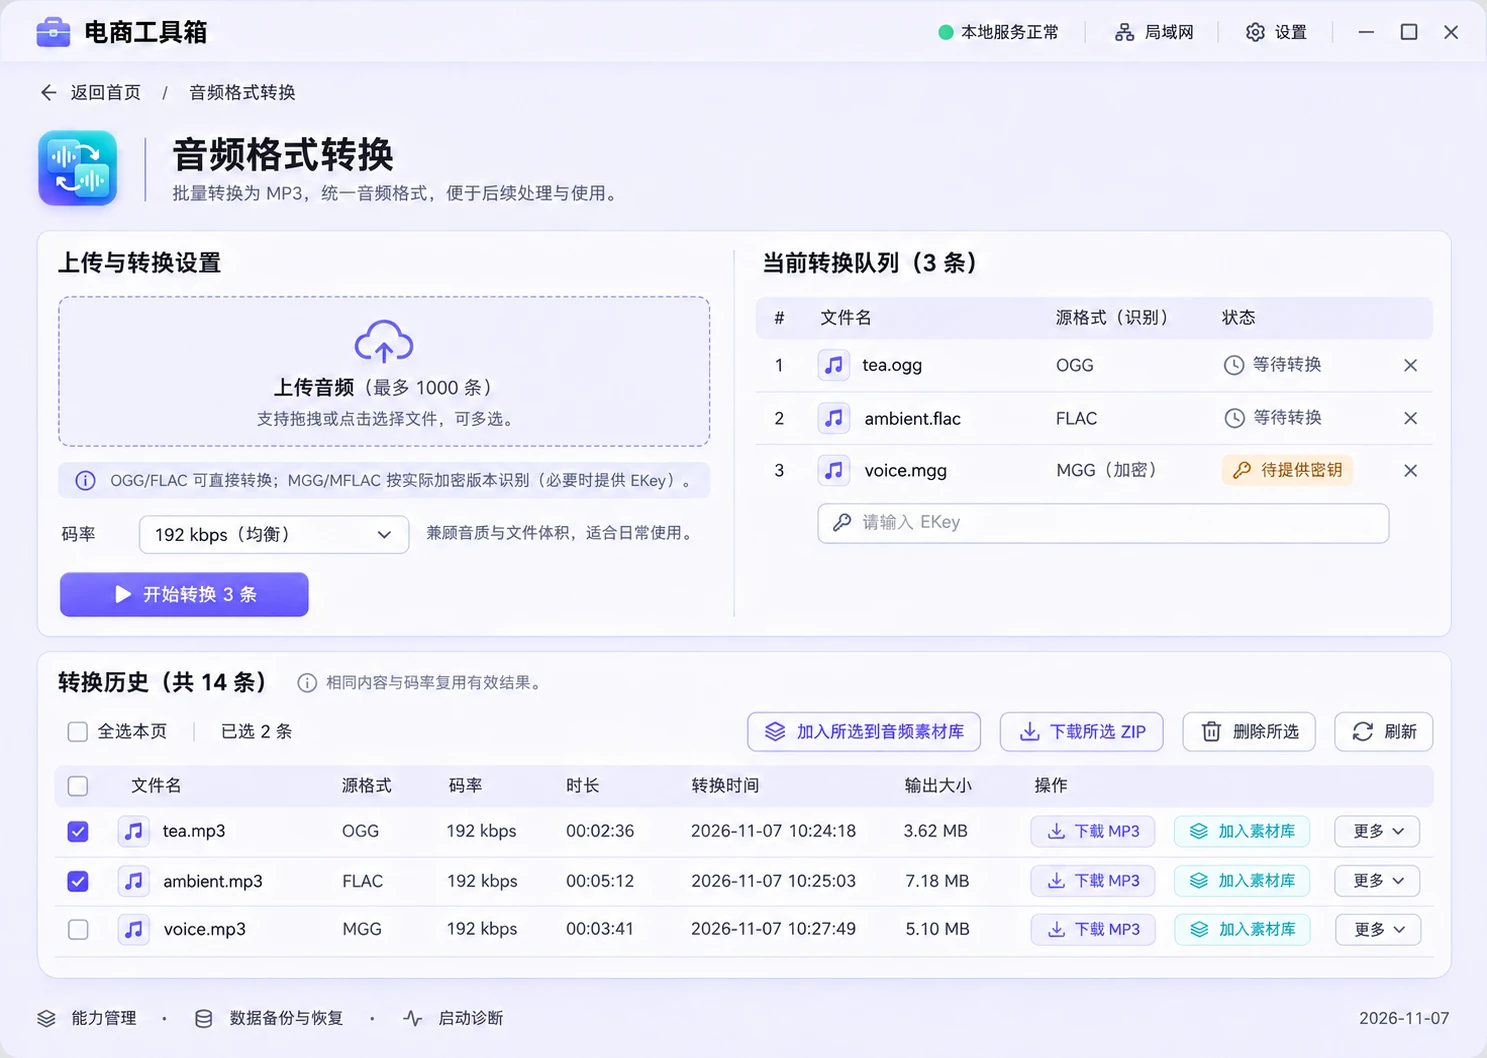 电商工具箱
本地服务正常
局域网
设置
返回首页 / 音频格式转换
音频格式转换
批量转换为 MP3，统一音频格式，便于后续处理与使用。
上传与转换设置
上传音频（最多 1000 条）
支持拖拽或点击选择文件，可多选。
OGG/FLAC 可直接转换；MGG/MFLAC 按实际加密版本识别（必要时提供 EKey）。
码率 192 kbps（均衡） 兼顾音质与文件体积，适合日常使用。
开始转换 3 条
当前转换队列（3 条）
# 文件名 源格式（识别） 状态
1 tea.ogg OGG 等待转换
2 ambient.flac FLAC 等待转换
3 voice.mgg MGG（加密） 待提供密钥
请输入 EKey
转换历史（共 14 条） 相同内容与码率复用有效结果。
全选本页 已选 2 条 加入所选到音频素材库 下载所选 ZIP 删除所选 刷新
文件名 源格式 码率 时长 转换时间 输出大小 操作
tea.mp3 OGG 192 kbps 00:02:36 2026-11-07 10:24:18 3.62 MB 下载 MP3 加入素材库 更多
ambient.mp3 FLAC 192 kbps 00:05:12 2026-11-07 10:25:03 7.18 MB 下载 MP3 加入素材库 更多
voice.mp3 MGG 192 kbps 00:03:41 2026-11-07 10:27:49 5.10 MB 下载 MP3 加入素材库 更多
能力管理 · 数据备份与恢复 · 启动诊断
2026-11-07